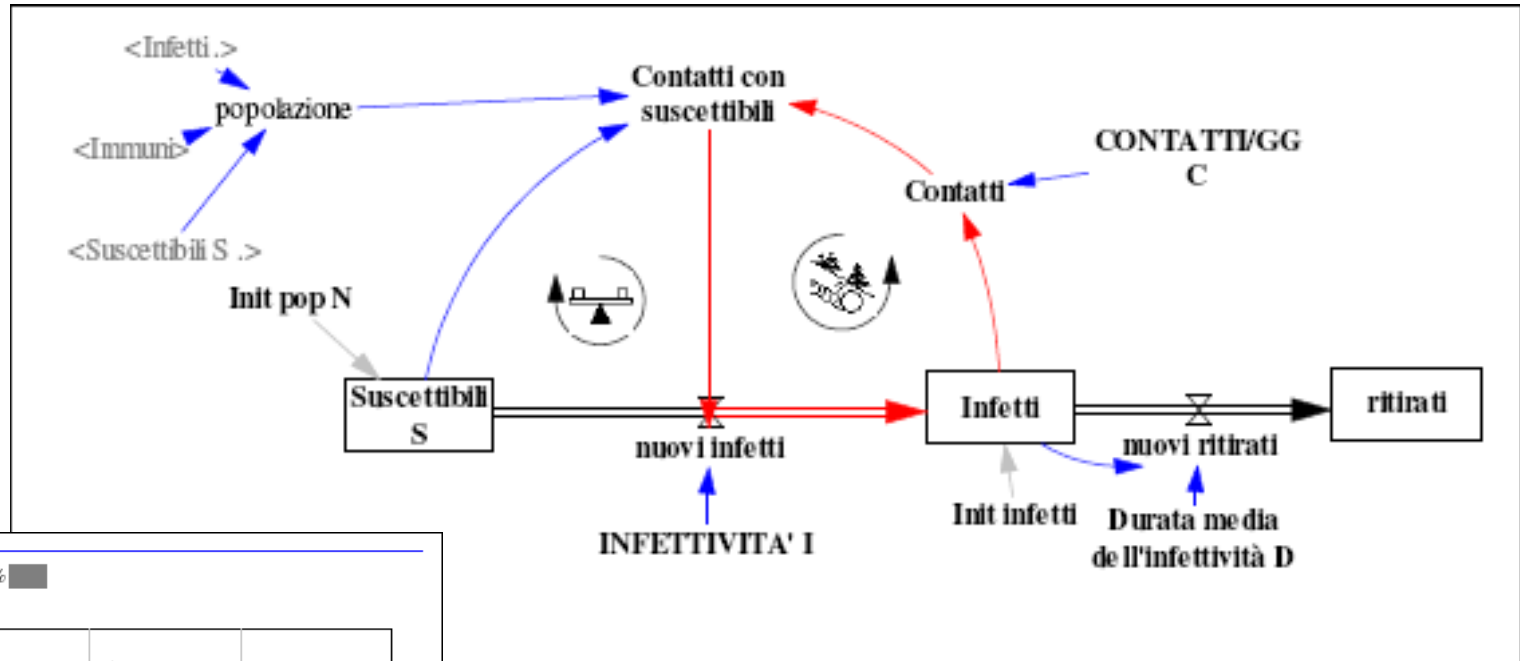 <Infetti .>
popolazione
<Immuni>
<Suscettibili S .>
Contatti con
suscettibili
CONTATTI/GG
C
Contatti
Init pop N
Suscettibili
S
nuovi infetti
INFETTIVITA' I
Infetti
Init infetti
nuovi ritirati
Durata media
dell'infettività D
ritirati
%